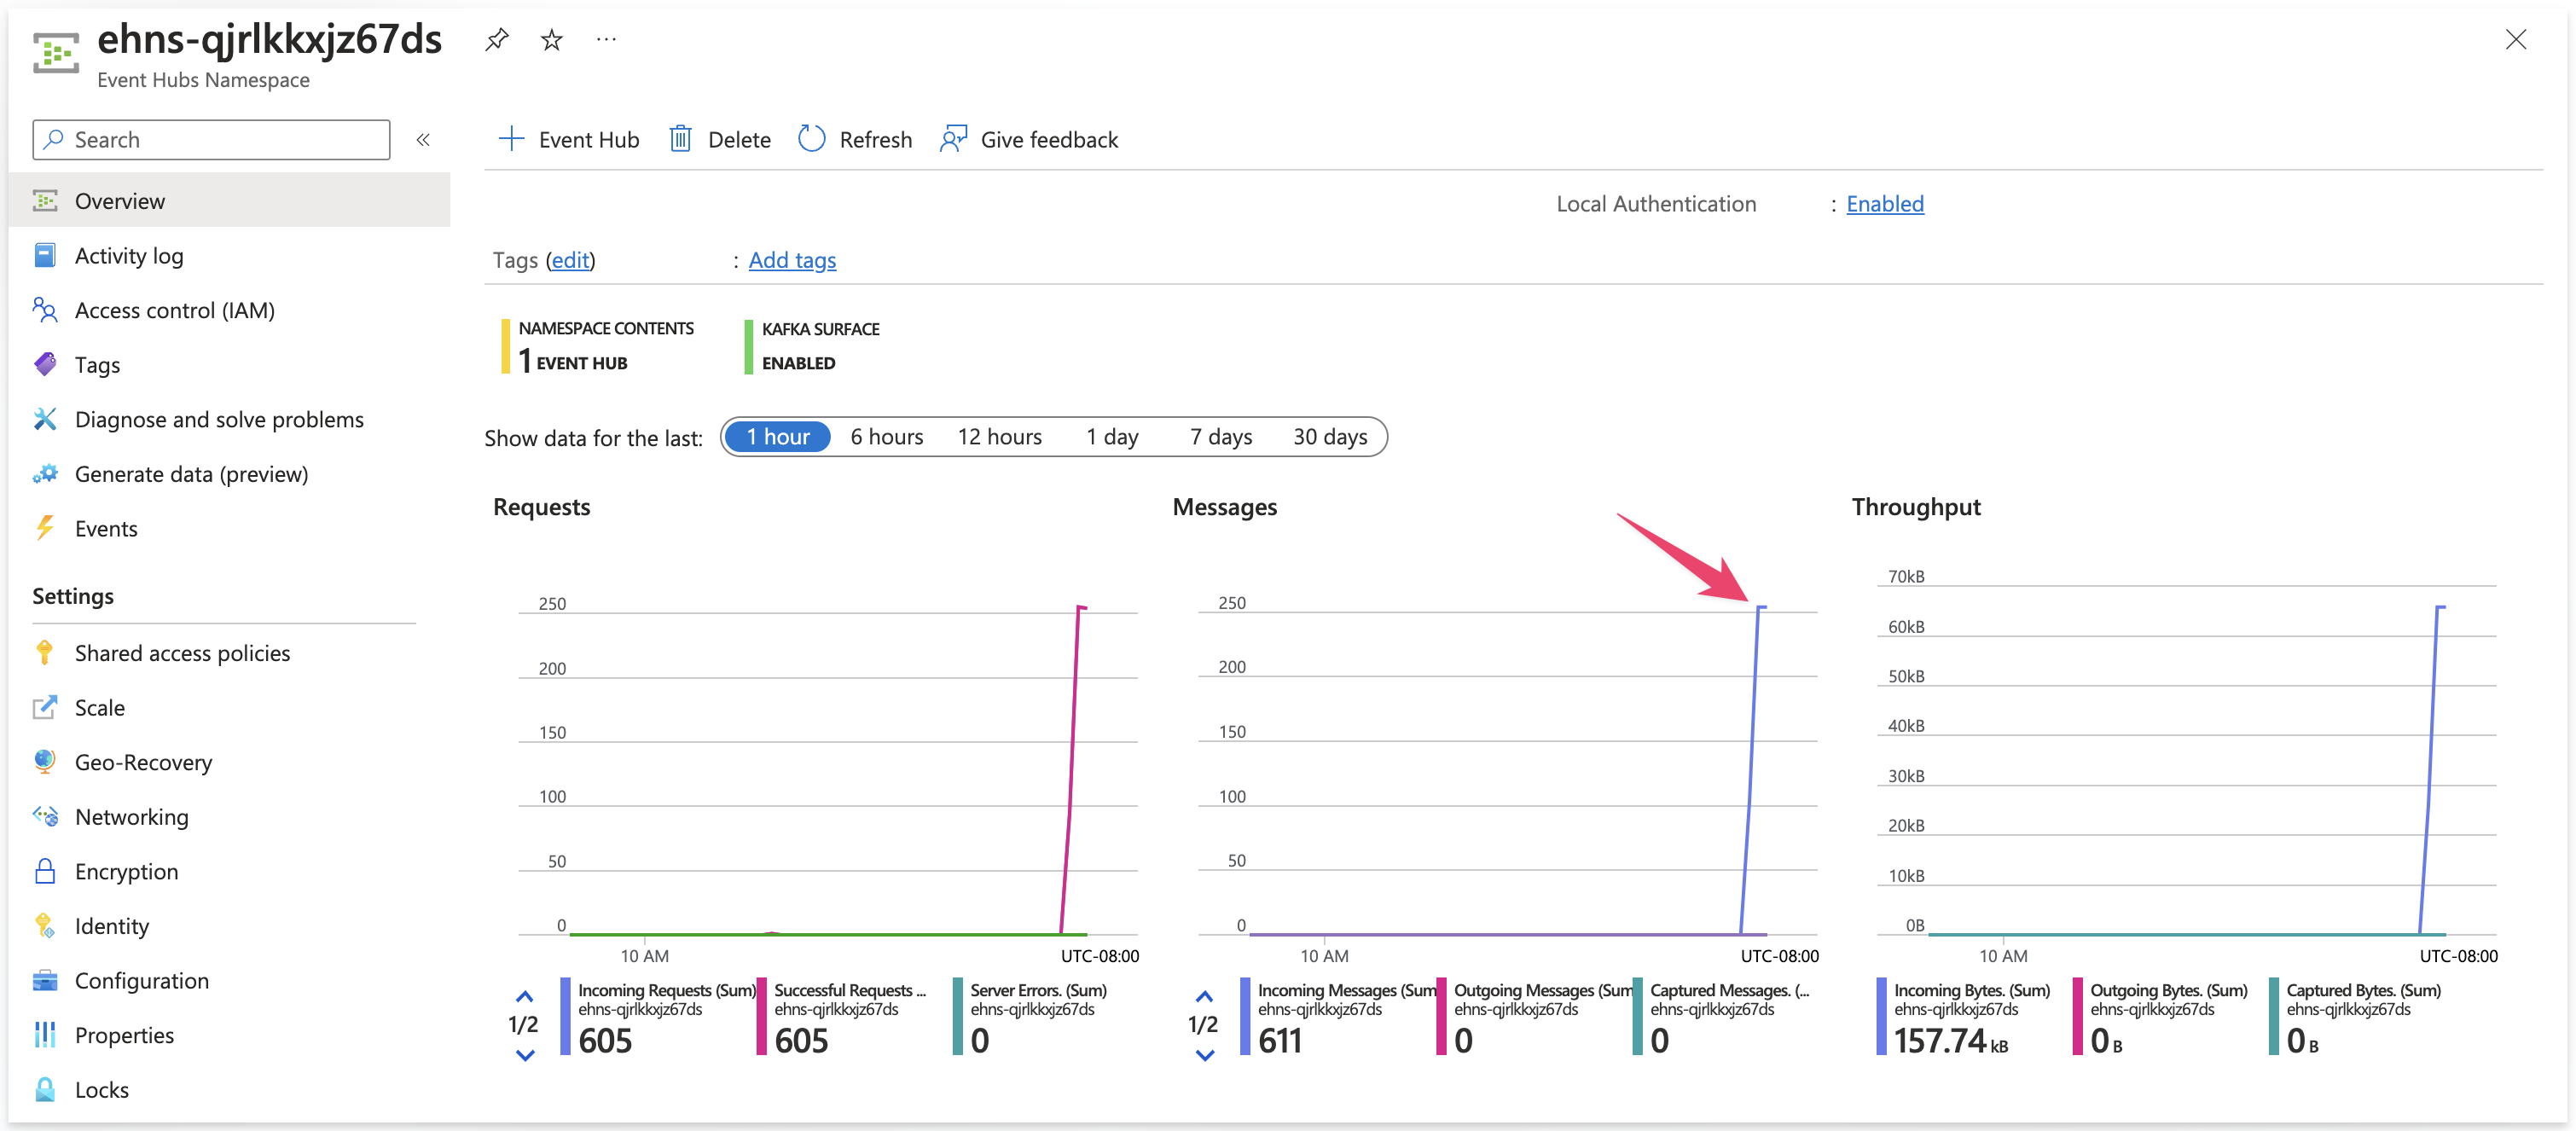 ehns-qjrlkkxjz67ds
Event Hubs Namespace
Search
Overview
Activity log
Access control (IAM)
Tags
Diagnose and solve problems
Generate data (preview)
Events
Settings
Shared access policies
Scale
Geo-Recovery
Networking
Encryption
Identity
Configuration
Properties
Locks
Event Hub Delete Refresh Give feedback
Local Authentication : Enabled
Tags (edit) : Add tags
NAMESPACE CONTENTS
1 EVENT HUB
KAFKA SURFACE
ENABLED
Show data for the last: 1 hour 6 hours 12 hours 1 day 7 days 30 days
Requests
250
200
150
100
50
0
10 AM UTC-08:00
1/2
Incoming Requests (Sum)
ehns-qjrlkkxjz67ds
605
Successful Requests ...
ehns-qjrlkkxjz67ds
605
Server Errors. (Sum)
ehns-qjrlkkxjz67ds
0
Messages
250
200
150
100
50
0
10 AM UTC-08:00
1/2
Incoming Messages (Sum
ehns-qjrlkkxjz67ds
611
Outgoing Messages (Sum
ehns-qjrlkkxjz67ds
0
Captured Messages. (...
ehns-qjrlkkxjz67ds
0
Throughput
70kB
60kB
50kB
40kB
30kB
20kB
10kB
0B
10 AM UTC-08:00
Incoming Bytes. (Sum)
ehns-qjrlkkxjz67ds
157.74 kB
Outgoing Bytes. (Sum)
ehns-qjrlkkxjz67ds
0 B
Captured Bytes. (Sum)
ehns-qjrlkkxjz67ds
0 B